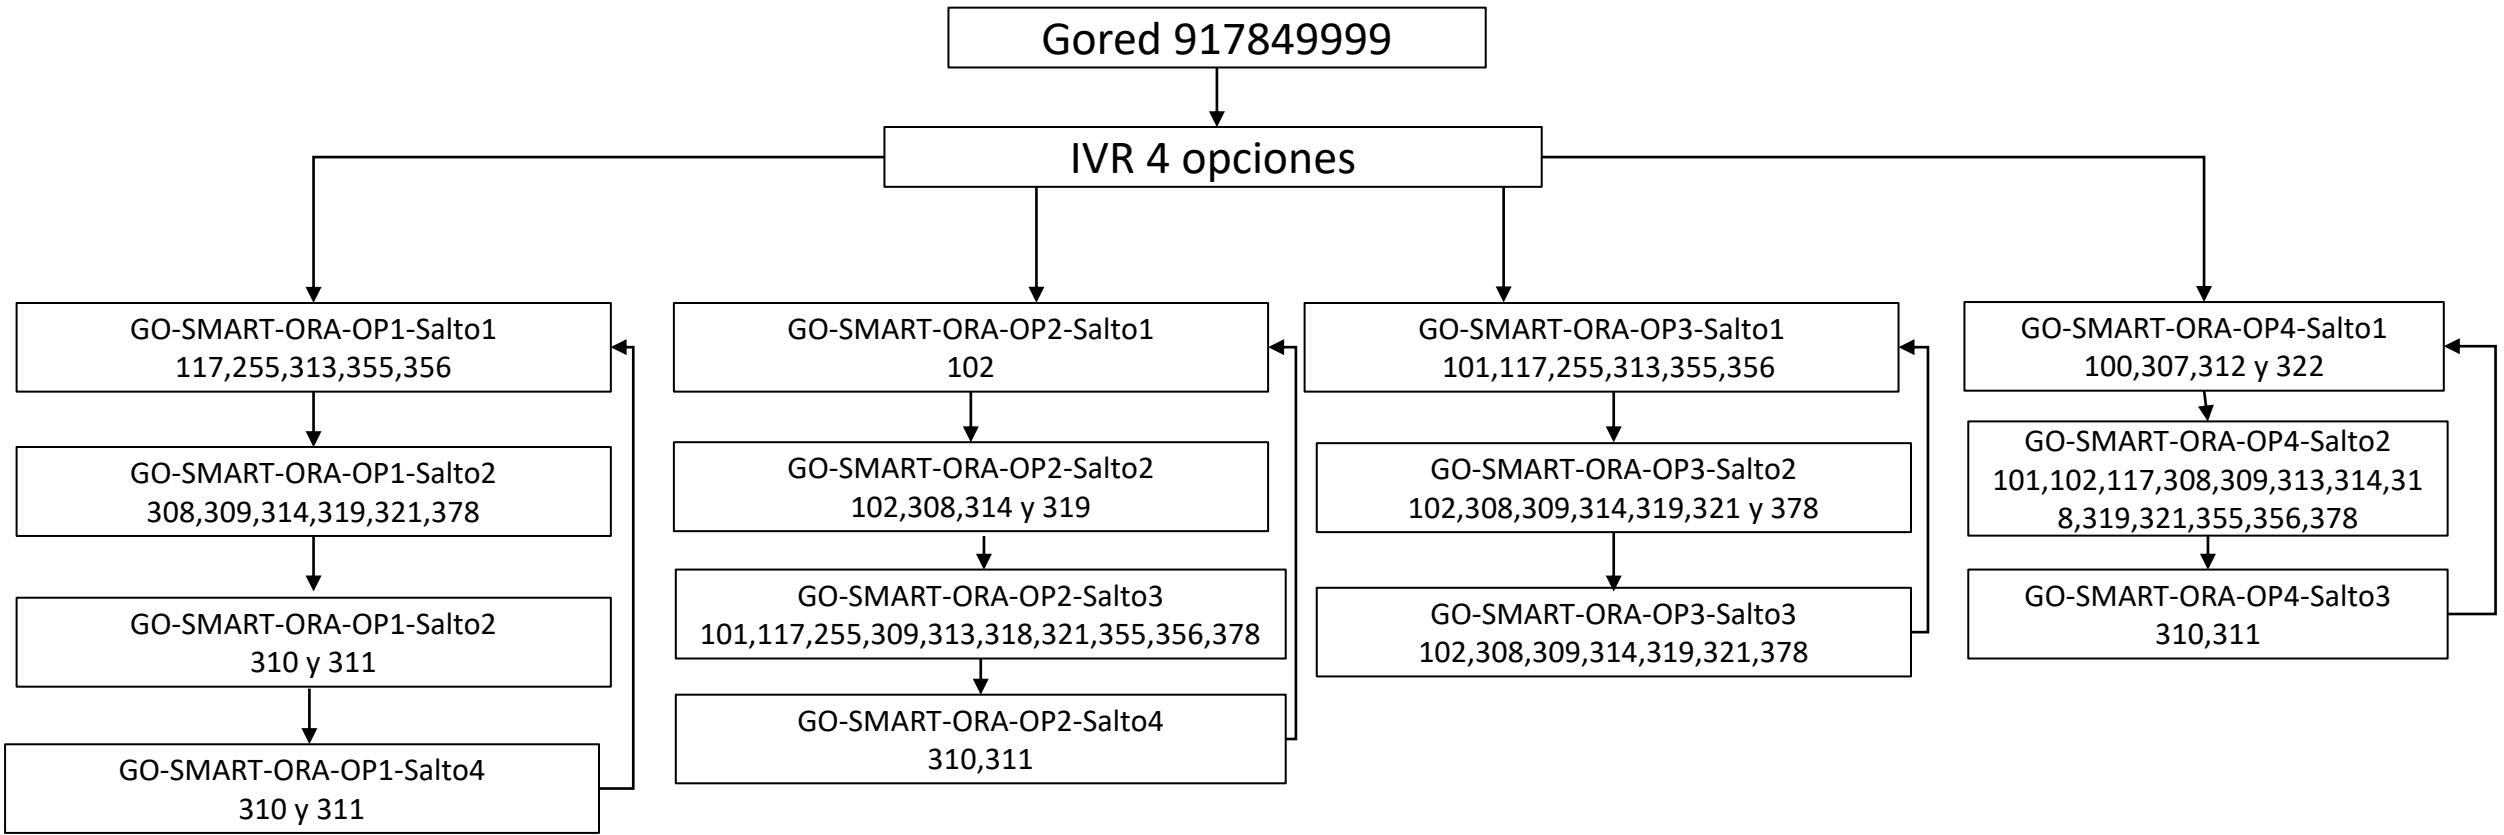 Gored 917849999
IVR 4 opciones
GO-SMART-ORA-OP1-Salto1
117,255,313,355,356
GO-SMART-ORA-OP1-Salto2
308,309,314,319,321,378
GO-SMART-ORA-OP1-Salto2
310 y 311
GO-SMART-ORA-OP1-Salto4
310 y 311
GO-SMART-ORA-OP2-Salto1
102
GO-SMART-ORA-OP2-Salto2
102,308,314 y 319
GO-SMART-ORA-OP2-Salto3
101,117,255,309,313,318,321,355,356,378
GO-SMART-ORA-OP2-Salto4
310,311
GO-SMART-ORA-OP3-Salto1
101,117,255,313,355,356
GO-SMART-ORA-OP3-Salto2
102,308,309,314,319,321 y 378
GO-SMART-ORA-OP3-Salto3
102,308,309,314,319,321,378
GO-SMART-ORA-OP4-Salto1
100,307,312 y 322
GO-SMART-ORA-OP4-Salto2
101,102,117,308,309,313,314,31
8,319,321,355,356,378
GO-SMART-ORA-OP4-Salto3
310,311